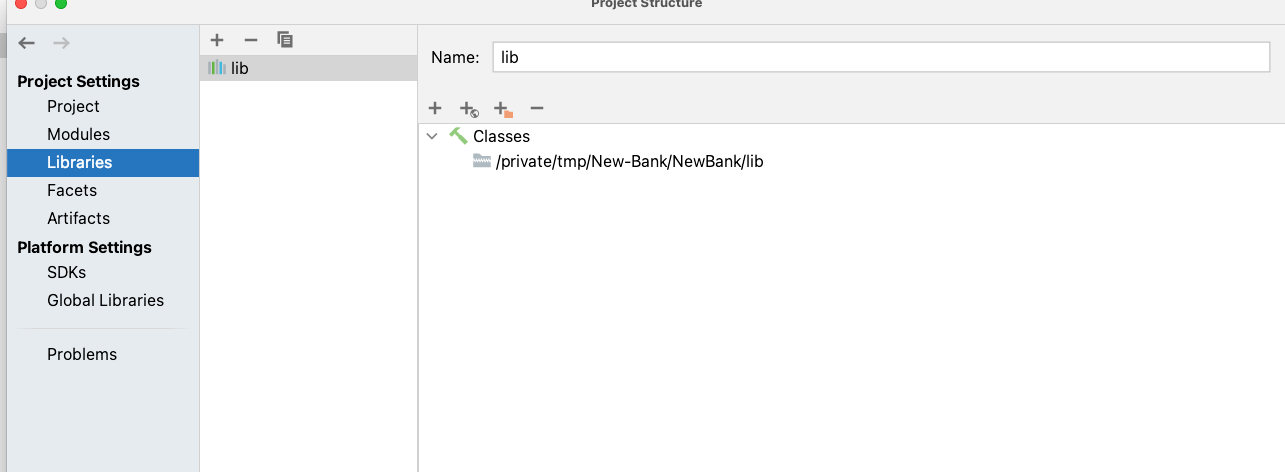 Project Structure
Project Settings
Project
Modules
Libraries
Facets
Artifacts
Platform Settings
SDKs
Global Libraries
Problems
lib
Name: lib
Classes
/private/tmp/New-Bank/NewBank/lib